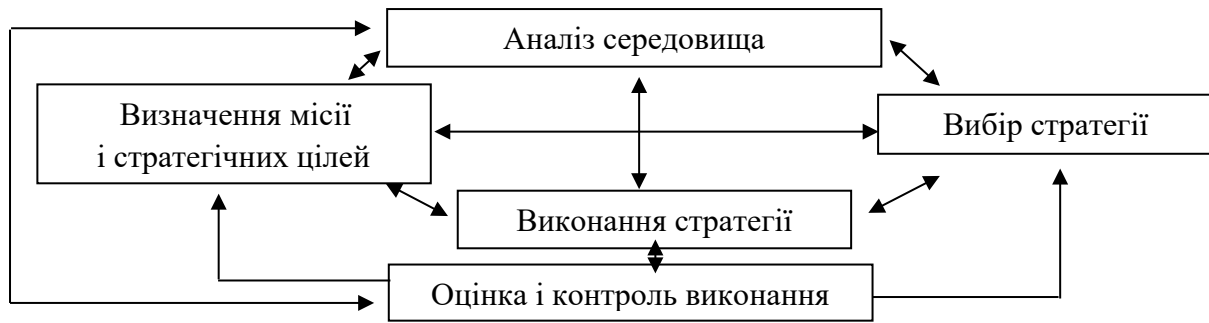 Аналіз середовища
Визначення місії
і стратегічних цілей
Вибір стратегії
Виконання стратегії
Оцінка і контроль виконання